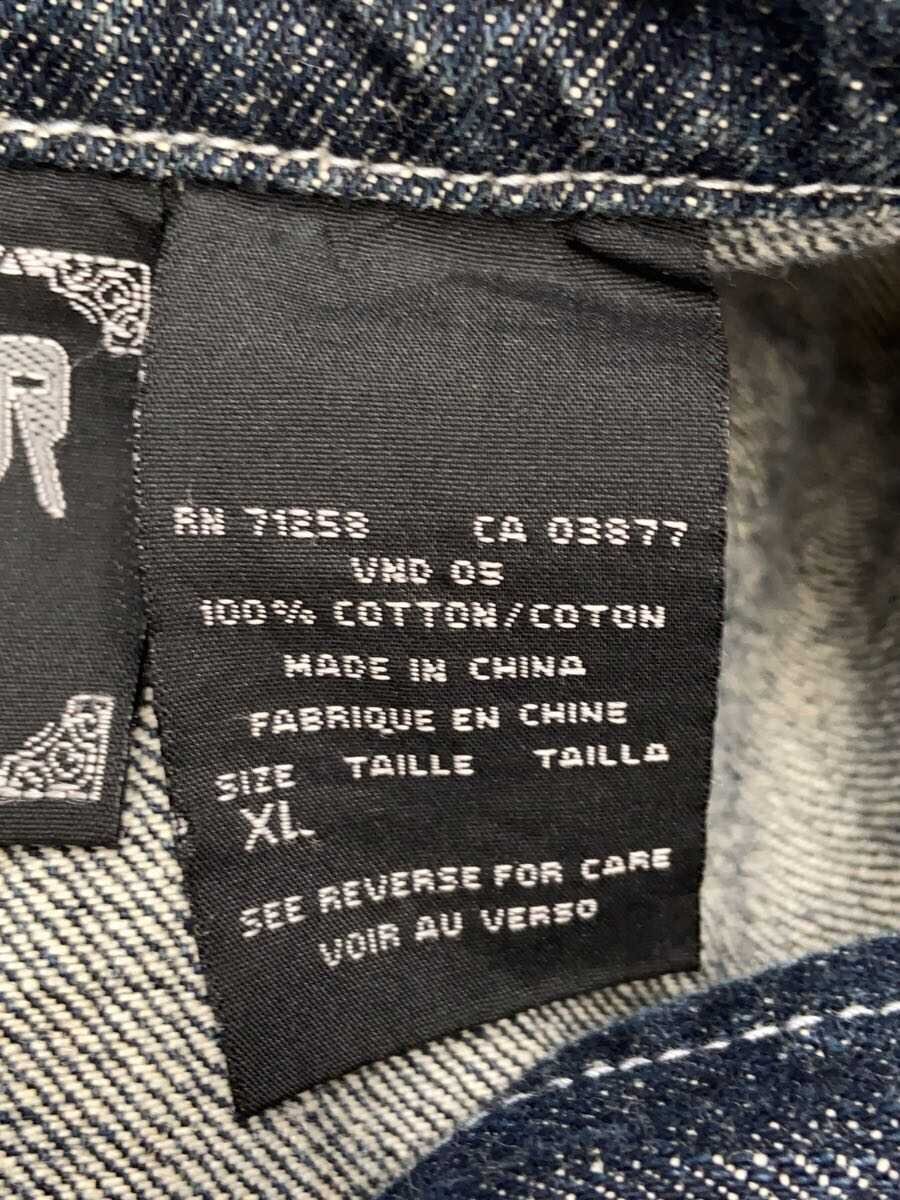 R
RN 71258 CA 03877
VND 05
100% COTTON/COTON
MADE IN CHINA
FABRIQUE EN CHINE
SIZE TAILLE TAILLA
XL
SEE REVERSE FOR CARE
VOIR AU VERSO